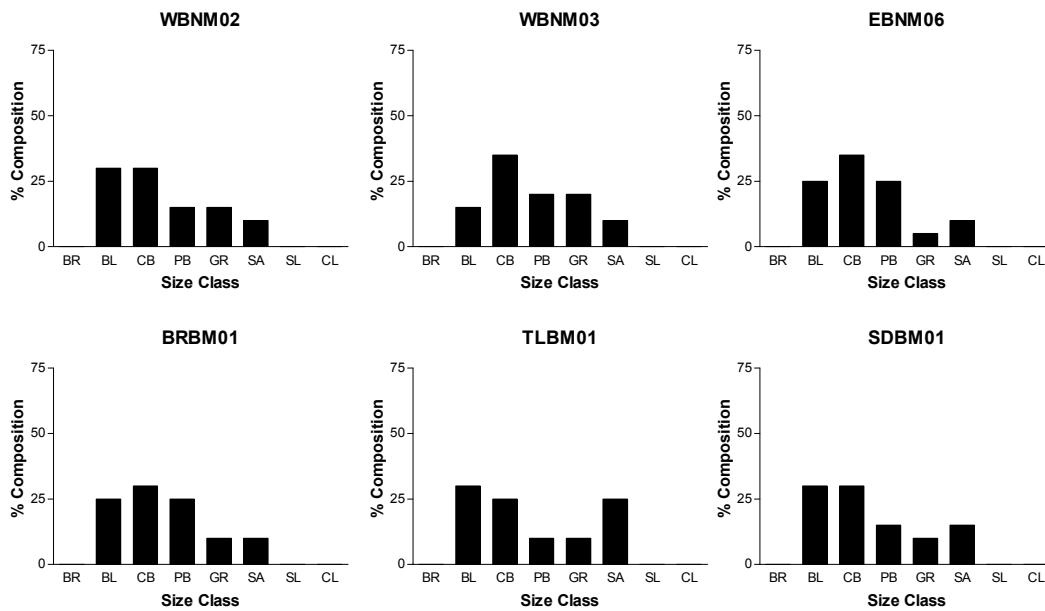 WBNM02
75
50
25
0
% Composition
BR BL CB PB GR SA SL CL
Size Class
WBNM03
75
50
25
0
% Composition
BR BL CB PB GR SA SL CL
Size Class
EBNM06
75
50
25
0
% Composition
BR BL CB PB GR SA SL CL
Size Class
BRBM01
75
50
25
0
% Composition
BR BL CB PB GR SA SL CL
Size Class
TLBM01
75
50
25
0
% Composition
BR BL CB PB GR SA SL CL
Size Class
SDBM01
75
50
25
0
% Composition
BR BL CB PB GR SA SL CL
Size Class